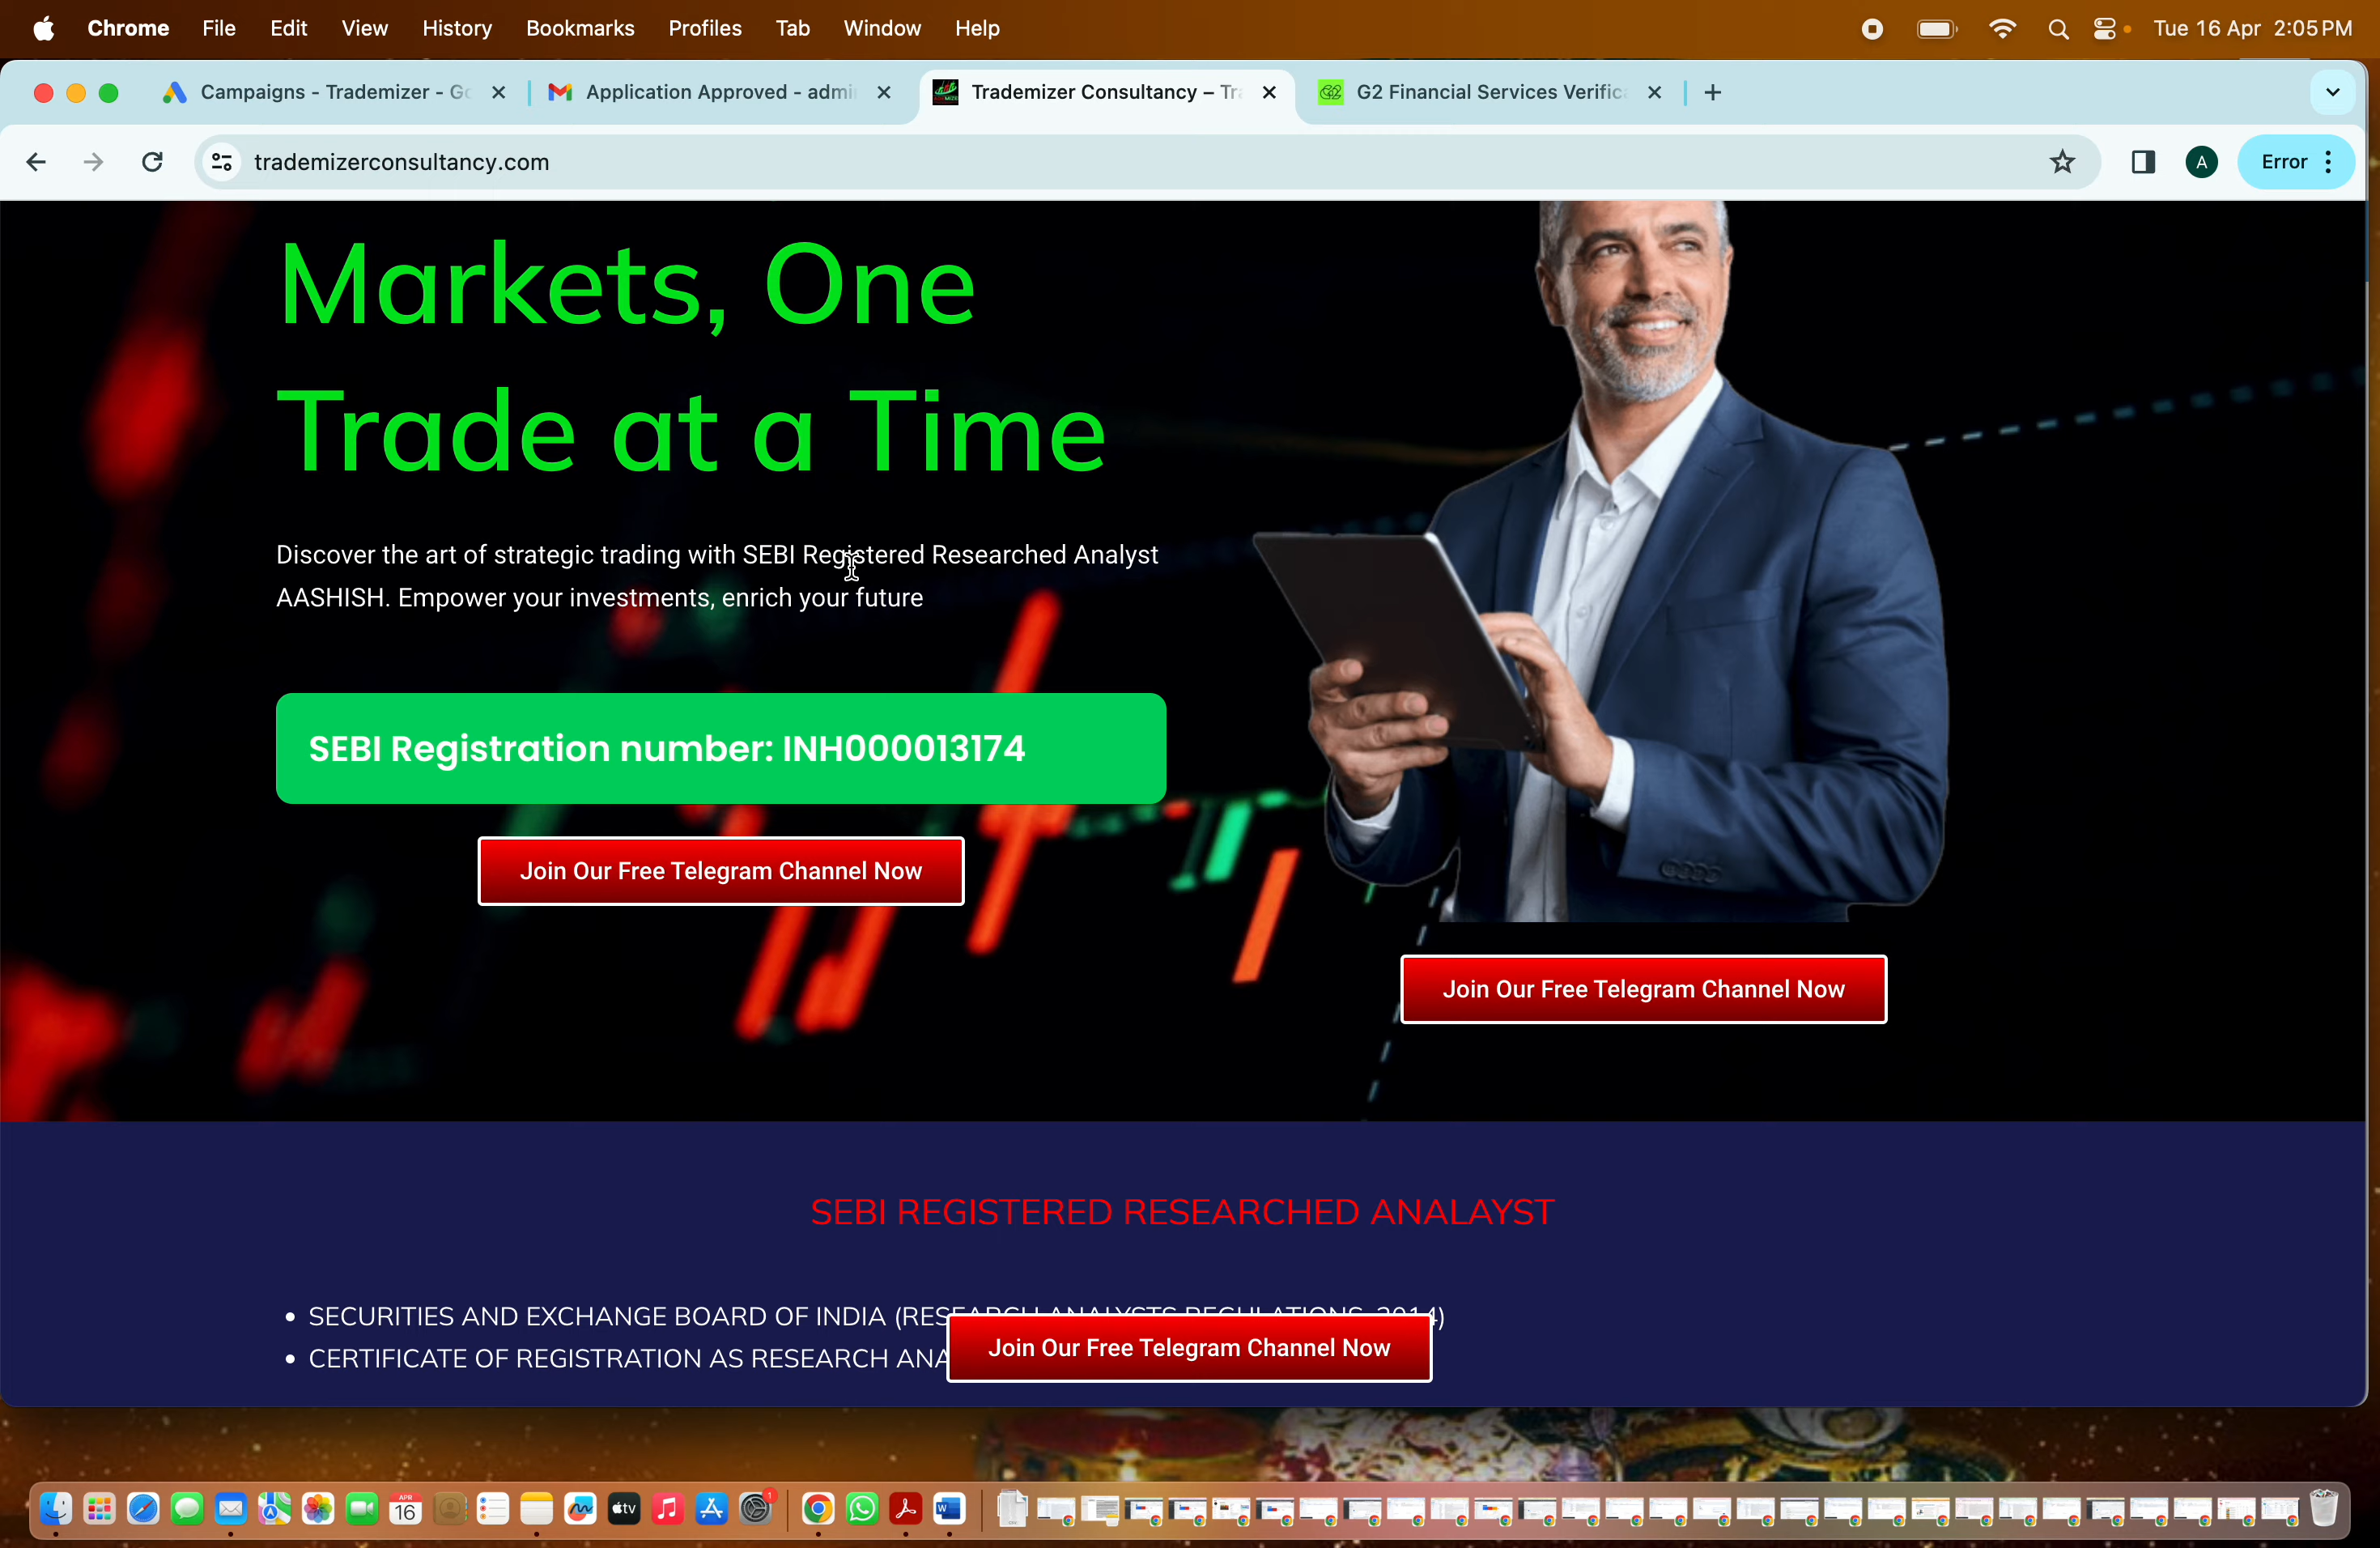 Chrome File Edit View History Bookmarks Profiles Tab Window Help Tue 16 Apr 2:05 PM
Campaigns - Trademizer - Go Application Approved - admi Trademizer Consultancy – Tr G2 Financial Services Verific
trademizerconsultancy.com A Error
Markets, One
Trade at a Time
Discover the art of strategic trading with SEBI Registered Researched Analyst
AASHISH. Empower your investments, enrich your future
SEBI Registration number: INH000013174
Join Our Free Telegram Channel Now
Join Our Free Telegram Channel Now
SEBI REGISTERED RESEARCHED ANALAYST
SECURITIES AND EXCHANGE BOARD OF INDIA (RESEARCH ANALYSTS REGULATIONS, 2014)
CERTIFICATE OF REGISTRATION AS RESEARCH ANA
Join Our Free Telegram Channel Now
APR
16
tv
1